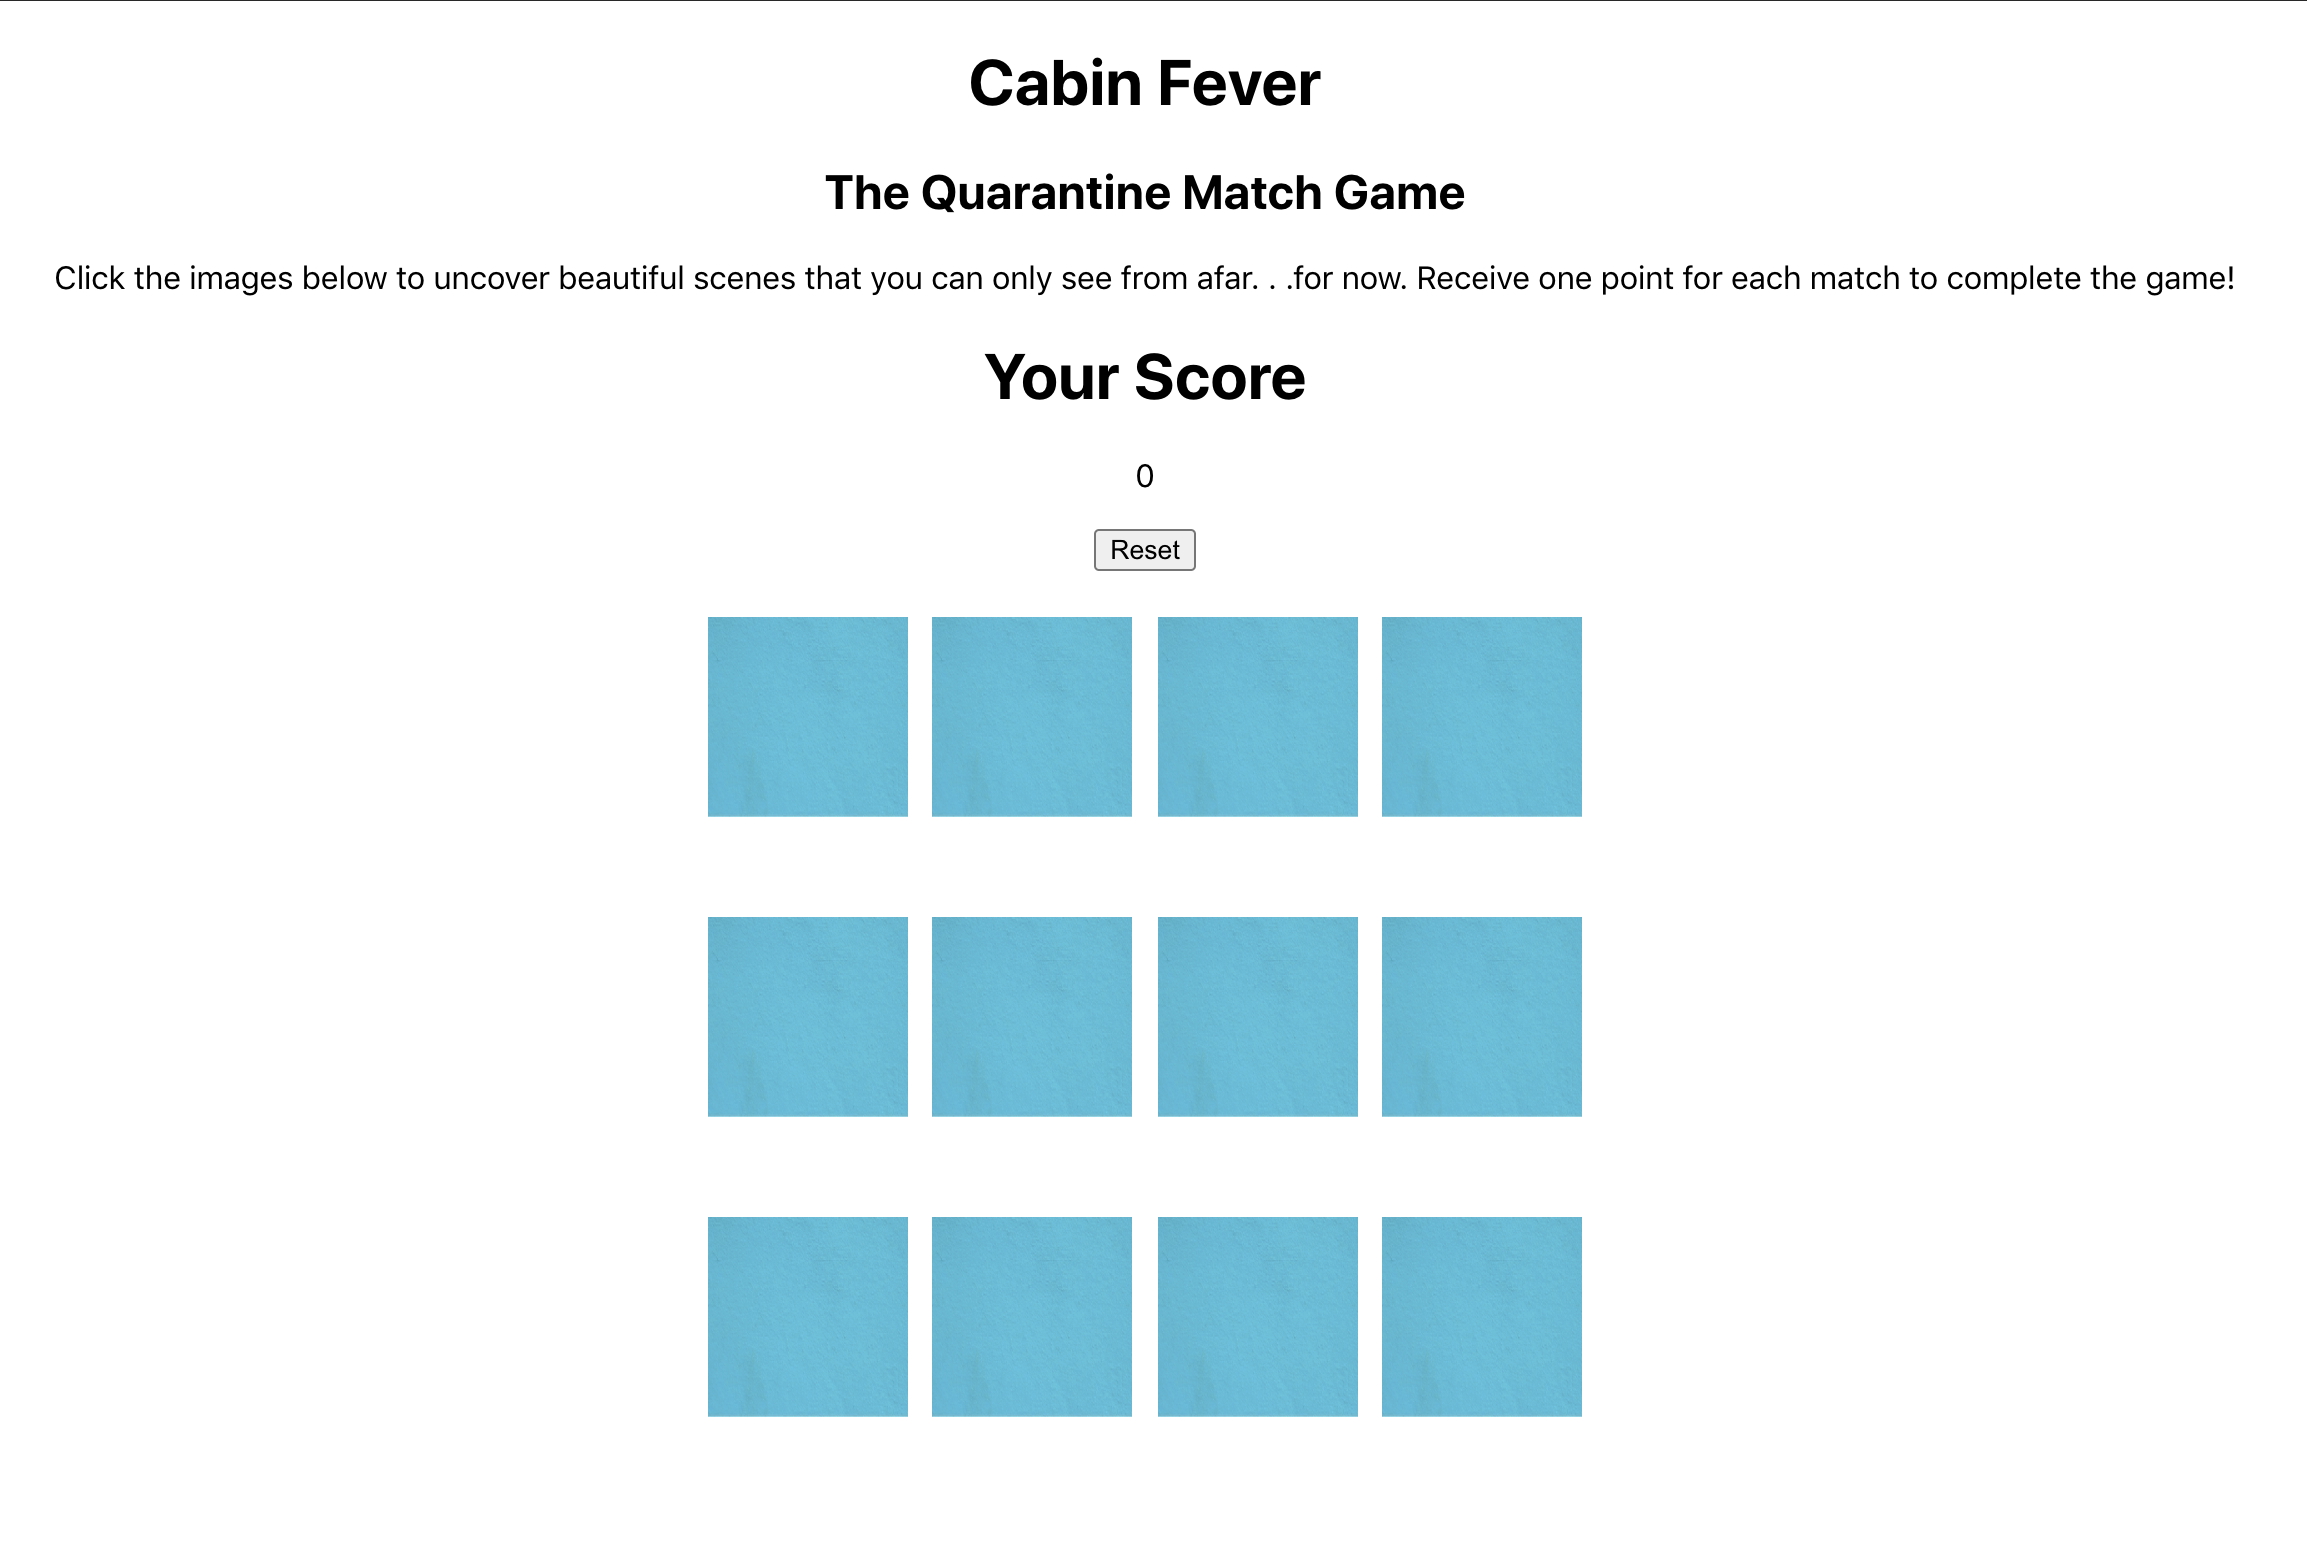 Cabin Fever
The Quarantine Match Game
Click the images below to uncover beautiful scenes that you can only see from afar. . .for now. Receive one point for each match to complete the game!
Your Score
0
Reset